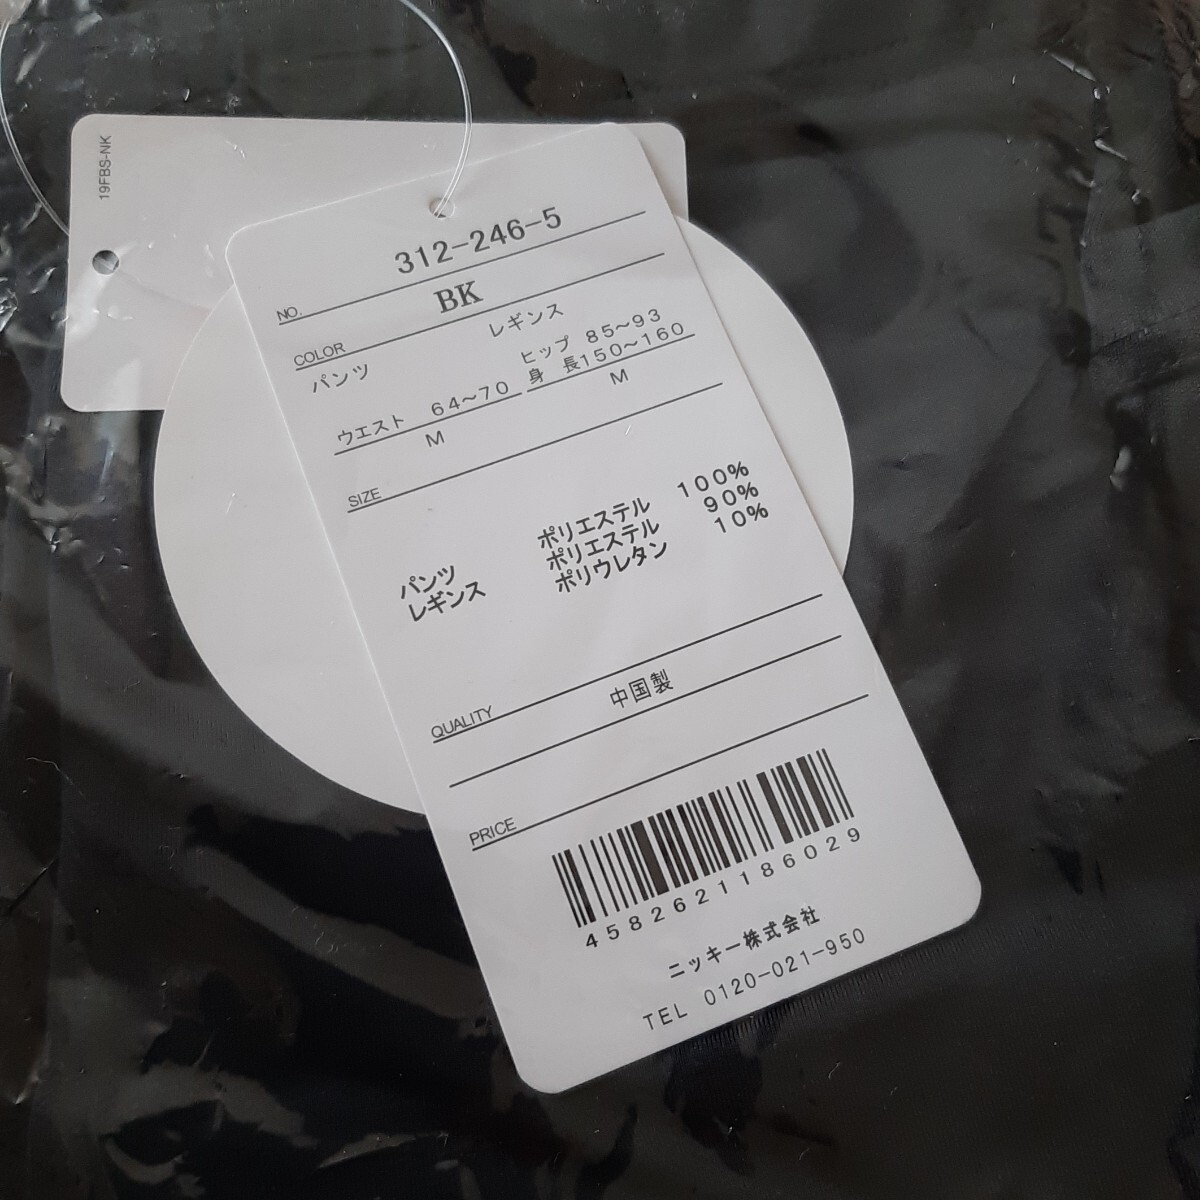 19FBS-NK
NO. 312-246-5
COLOR BK
パンツ レギンス
ヒップ 85~93
ウエスト 64~70 身 長150~160
M M
SIZE
パンツ ポリエステル 100%
レギンス ポリエステル 90%
ポリウレタン 10%
QUALITY
中国製
PRICE
4582621186029
ニッキー株式会社
TEL 0120-021-950